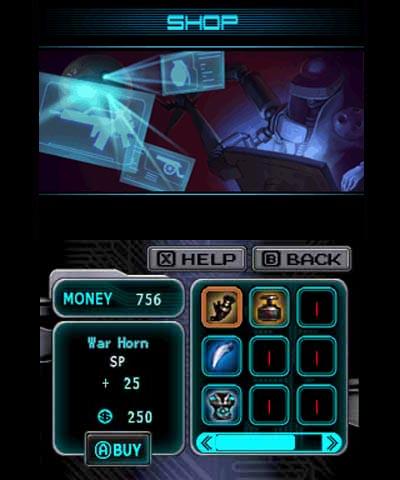 SHOP
X HELP
B BACK
MONEY 756
War Horn
SP
+ 25
$ 250
A BUY